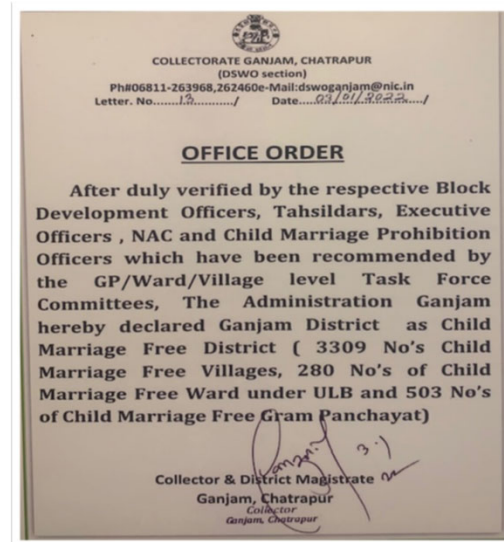 COLLECTORATE GANJAM, CHATRAPUR
(DSWO section)
Ph#06811-263968,262460e-Mail:dswoganjam@nic.in
Letter. No......13............/ Date....03/01/2022..../
OFFICE ORDER
After duly verified by the respective Block
Development Officers, Tahsildars, Executive
Officers , NAC and Child Marriage Prohibition
Officers which have been recommended by
the GP/Ward/Village level Task Force
Committees, The Administration Ganjam
hereby declared Ganjam District as Child
Marriage Free District ( 3309 No's Child
Marriage Free Villages, 280 No's of Child
Marriage Free Ward under ULB and 503 No's
of Child Marriage Free Gram Panchayat)
3.1
Collector & District Magistrate
Ganjam, Chatrapur
Collector
Ganjam, Chatrapur